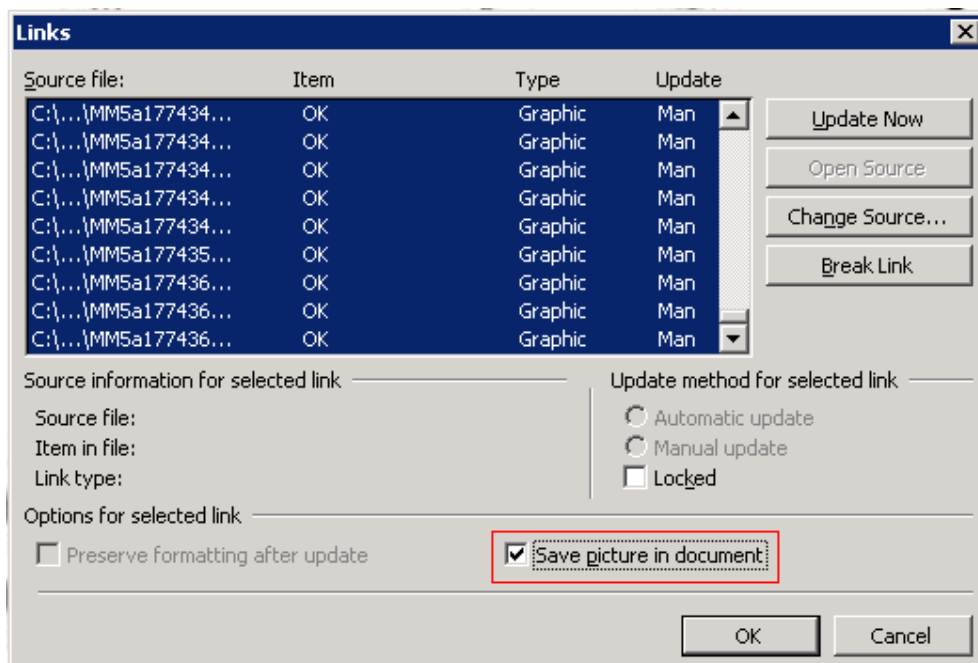 Links
Source file: Item Type Update
C:\...\MM5a177434... OK Graphic Man
C:\...\MM5a177434... OK Graphic Man
C:\...\MM5a177434... OK Graphic Man
C:\...\MM5a177434... OK Graphic Man
C:\...\MM5a177434... OK Graphic Man
C:\...\MM5a177435... OK Graphic Man
C:\...\MM5a177436... OK Graphic Man
C:\...\MM5a177436... OK Graphic Man
C:\...\MM5a177436... OK Graphic Man
Update Now
Open Source
Change Source...
Break Link
Source information for selected link
Source file:
Item in file:
Link type:
Update method for selected link
Automatic update
Manual update
Locked
Options for selected link
Preserve formatting after update
Save picture in document
OK
Cancel